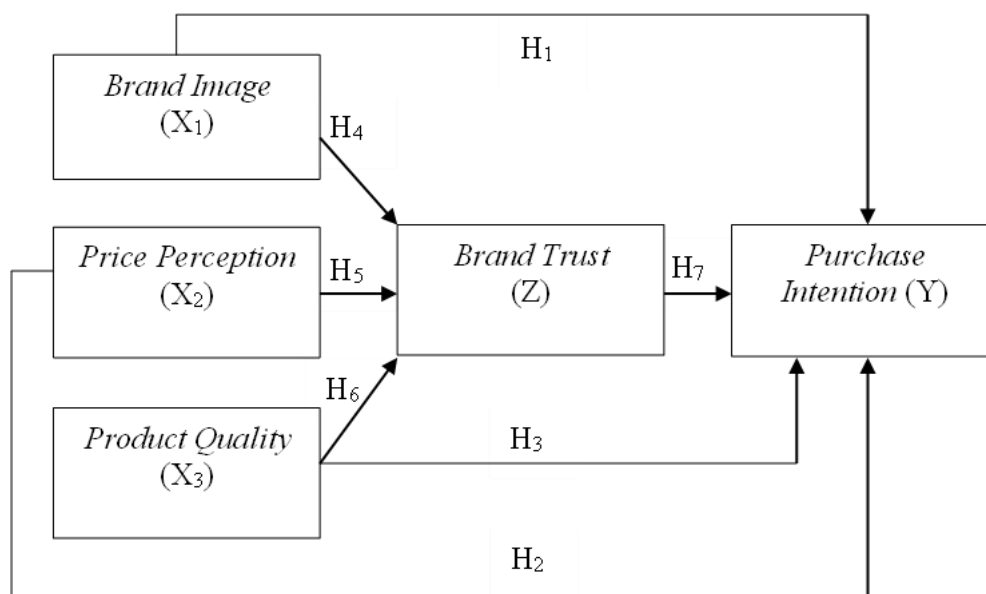 H₁
Brand Image
(X₁)
H₄
Price Perception
(X₂)
H₅
Brand Trust
(Z)
H₇
Purchase
Intention (Y)
H₆
Product Quality
(X₃)
H₃
H₂